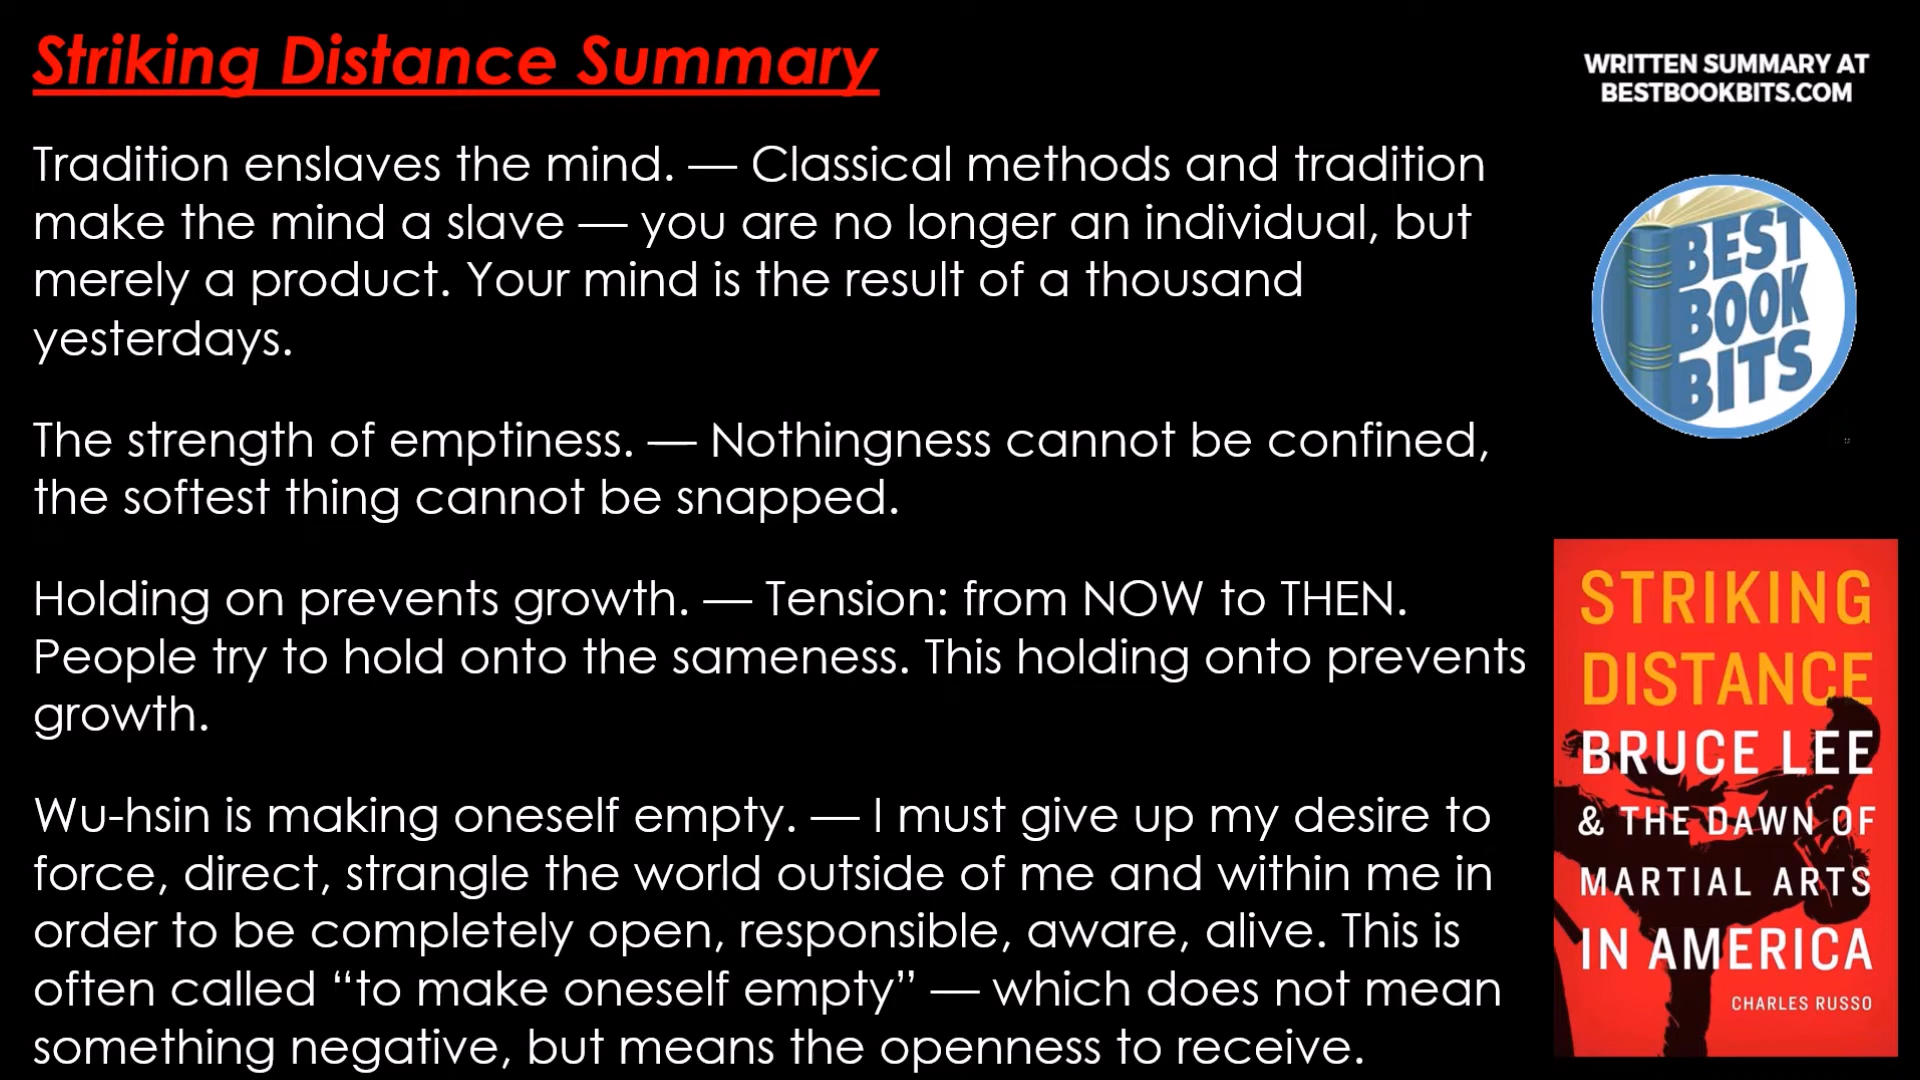 Striking Distance Summary
WRITTEN SUMMARY AT
BESTBOOKBITS.COM
Tradition enslaves the mind. — Classical methods and tradition
make the mind a slave — you are no longer an individual, but
merely a product. Your mind is the result of a thousand
yesterdays.
The strength of emptiness. — Nothingness cannot be confined,
the softest thing cannot be snapped.
Holding on prevents growth. — Tension: from NOW to THEN.
People try to hold onto the sameness. This holding onto prevents
growth.
Wu-hsin is making oneself empty. — I must give up my desire to
force, direct, strangle the world outside of me and within me in
order to be completely open, responsible, aware, alive. This is
often called “to make oneself empty” — which does not mean
something negative, but means the openness to receive.
BEST
BOOK
BITS
STRIKING
DISTANCE
BRUCE LEE
& THE DAWN OF
MARTIAL ARTS
IN AMERICA
CHARLES RUSSO